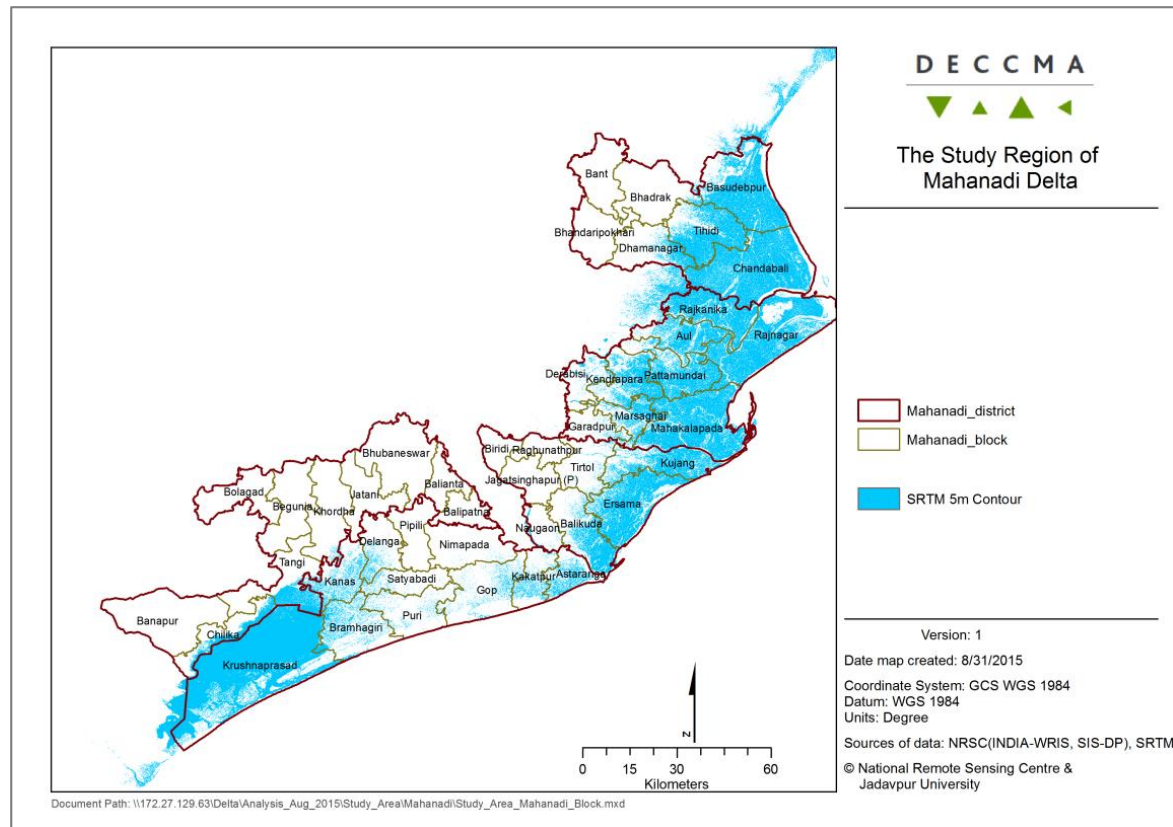 DECCMA
The Study Region of
Mahanadi Delta
Bant
Bhadrak
Basudebpur
Bhandaripokhari
Dhamanagar
Tihidi
Chandabali
Rajkanika
Aul
Rajnagar
Derabisi
Kendrapara
Pattamundai
Marsaghai
Garadpur
Mahakalapada
Biridi
Raghunathpur
Kujang
Tirtol
Jagatsinghapur (P)
Ersama
Naugaon
Balikuda
Bhubaneswar
Balianta
Jatani
Bolagad
Begunia
Khordha
Balipatna
Pipili
Delanga
Nimapada
Tangi
Kanas
Satyabadi
Gop
Kakatpur
Astaranga
Puri
Bramhagiri
Banapur
Chilika
Krushnaprasad
Mahanadi_district
Mahanadi_block
SRTM 5m Contour
N
0 15 30 60
Kilometers
Version: 1
Date map created: 8/31/2015
Coordinate System: GCS WGS 1984
Datum: WGS 1984
Units: Degree
Sources of data: NRSC(INDIA-WRIS, SIS-DP), SRTM
© National Remote Sensing Centre &
Jadavpur University
Document Path: \\172.27.129.63\Delta\Analysis_Aug_2015\Study_Area\Mahanadi\Study_Area_Mahanadi_Block.mxd